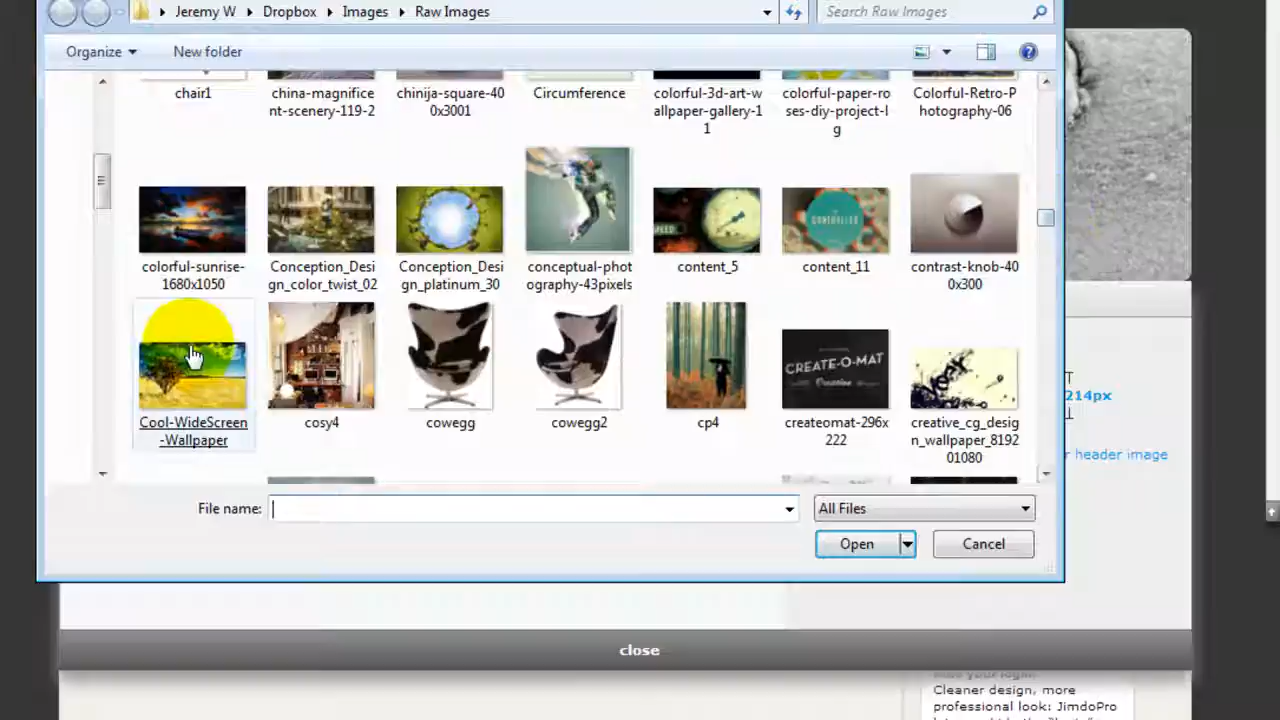 Jeremy W
Dropbox
Images
Raw Images
Search Raw Images
Organize
New folder
chair1
china-magnifice
nt-scenery-119-2
chinija-square-40
0x3001
Circumference
colorful-3d-art-w
allpaper-gallery-1
1
colorful-paper-ro
ses-diy-project-l
g
Colorful-Retro-P
hotography-06
SPEED
CONTROLLED
colorful-sunrise-
1680x1050
Conception_Desi
gn_color_twist_02
Conception_Desi
gn_platinum_30
conceptual-phot
ography-43pixels
content_5
content_11
contrast-knob-40
0x300
CREATE-O-MAT
Cool-WideScreen
-Wallpaper
cosy4
cowegg
cowegg2
cp4
createomat-296x
222
creative_cg_desig
n_wallpaper_8192
01080
214px
r header image
File name:
All Files
Open
Cancel
close
Cleaner design, more
professional look: JimdoPro